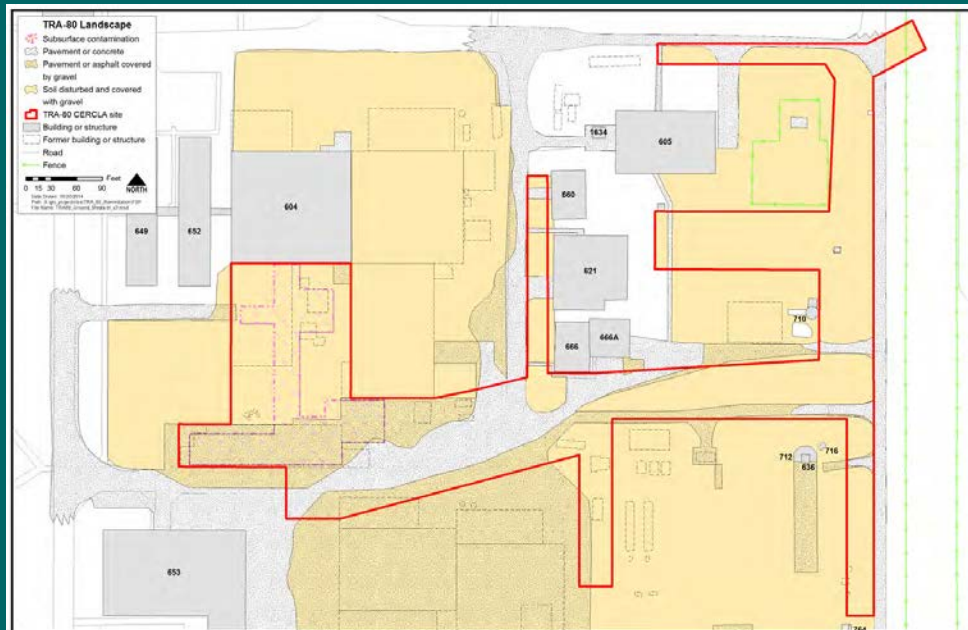 TRA-80 Landscape
Subsurface contamination
Pavement or concrete
Pavement or asphalt covered
by gravel
Soil disturbed and covered
with gravel
TRA-80 CERCLA site
Building or structure
Former building or structure
Road
Fence
Feet
0 15 30 60 90
NORTH
1634
605
660
604
649
652
621
710
666
666A
712
716
636
653
764